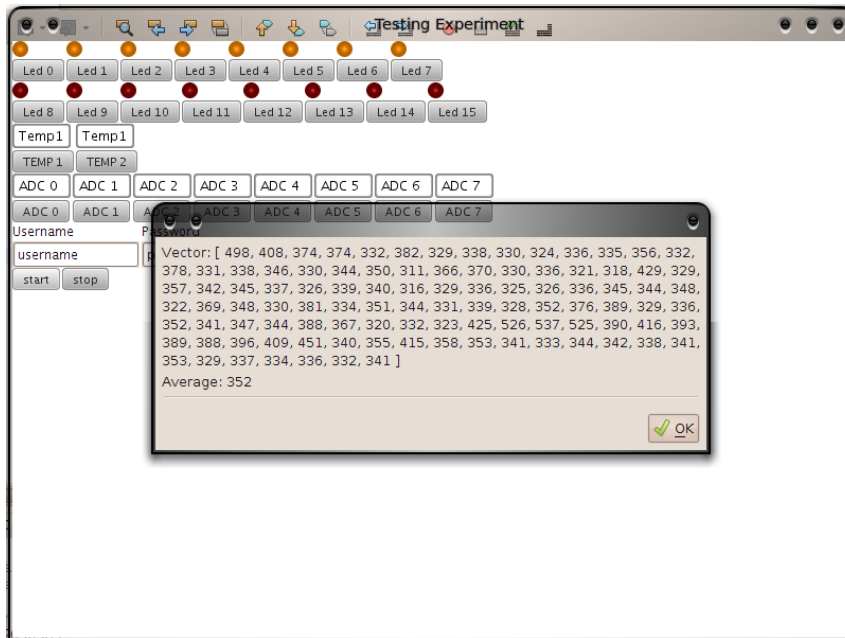 Testing Experiment
Led 0 Led 1 Led 2 Led 3 Led 4 Led 5 Led 6 Led 7
Led 8 Led 9 Led 10 Led 11 Led 12 Led 13 Led 14 Led 15
Temp1 Temp1
TEMP 1 TEMP 2
ADC 0 ADC 1 ADC 2 ADC 3 ADC 4 ADC 5 ADC 6 ADC 7
ADC 0 ADC 1 ADC 2 ADC 3 ADC 4 ADC 5 ADC 6 ADC 7
Username Password
username
start stop
Vector: [ 498, 408, 374, 374, 332, 382, 329, 338, 330, 324, 336, 335, 356, 332,
378, 331, 338, 346, 330, 344, 350, 311, 366, 370, 330, 336, 321, 318, 429, 329,
357, 342, 345, 337, 326, 339, 340, 316, 329, 336, 325, 326, 336, 345, 344, 348,
322, 369, 348, 330, 381, 334, 351, 344, 331, 339, 328, 352, 376, 389, 329, 336,
352, 341, 347, 344, 388, 367, 320, 332, 323, 425, 526, 537, 525, 390, 416, 393,
389, 388, 396, 409, 451, 340, 355, 415, 358, 353, 341, 333, 344, 342, 338, 341,
353, 329, 337, 334, 336, 332, 341 ]
Average: 352
OK